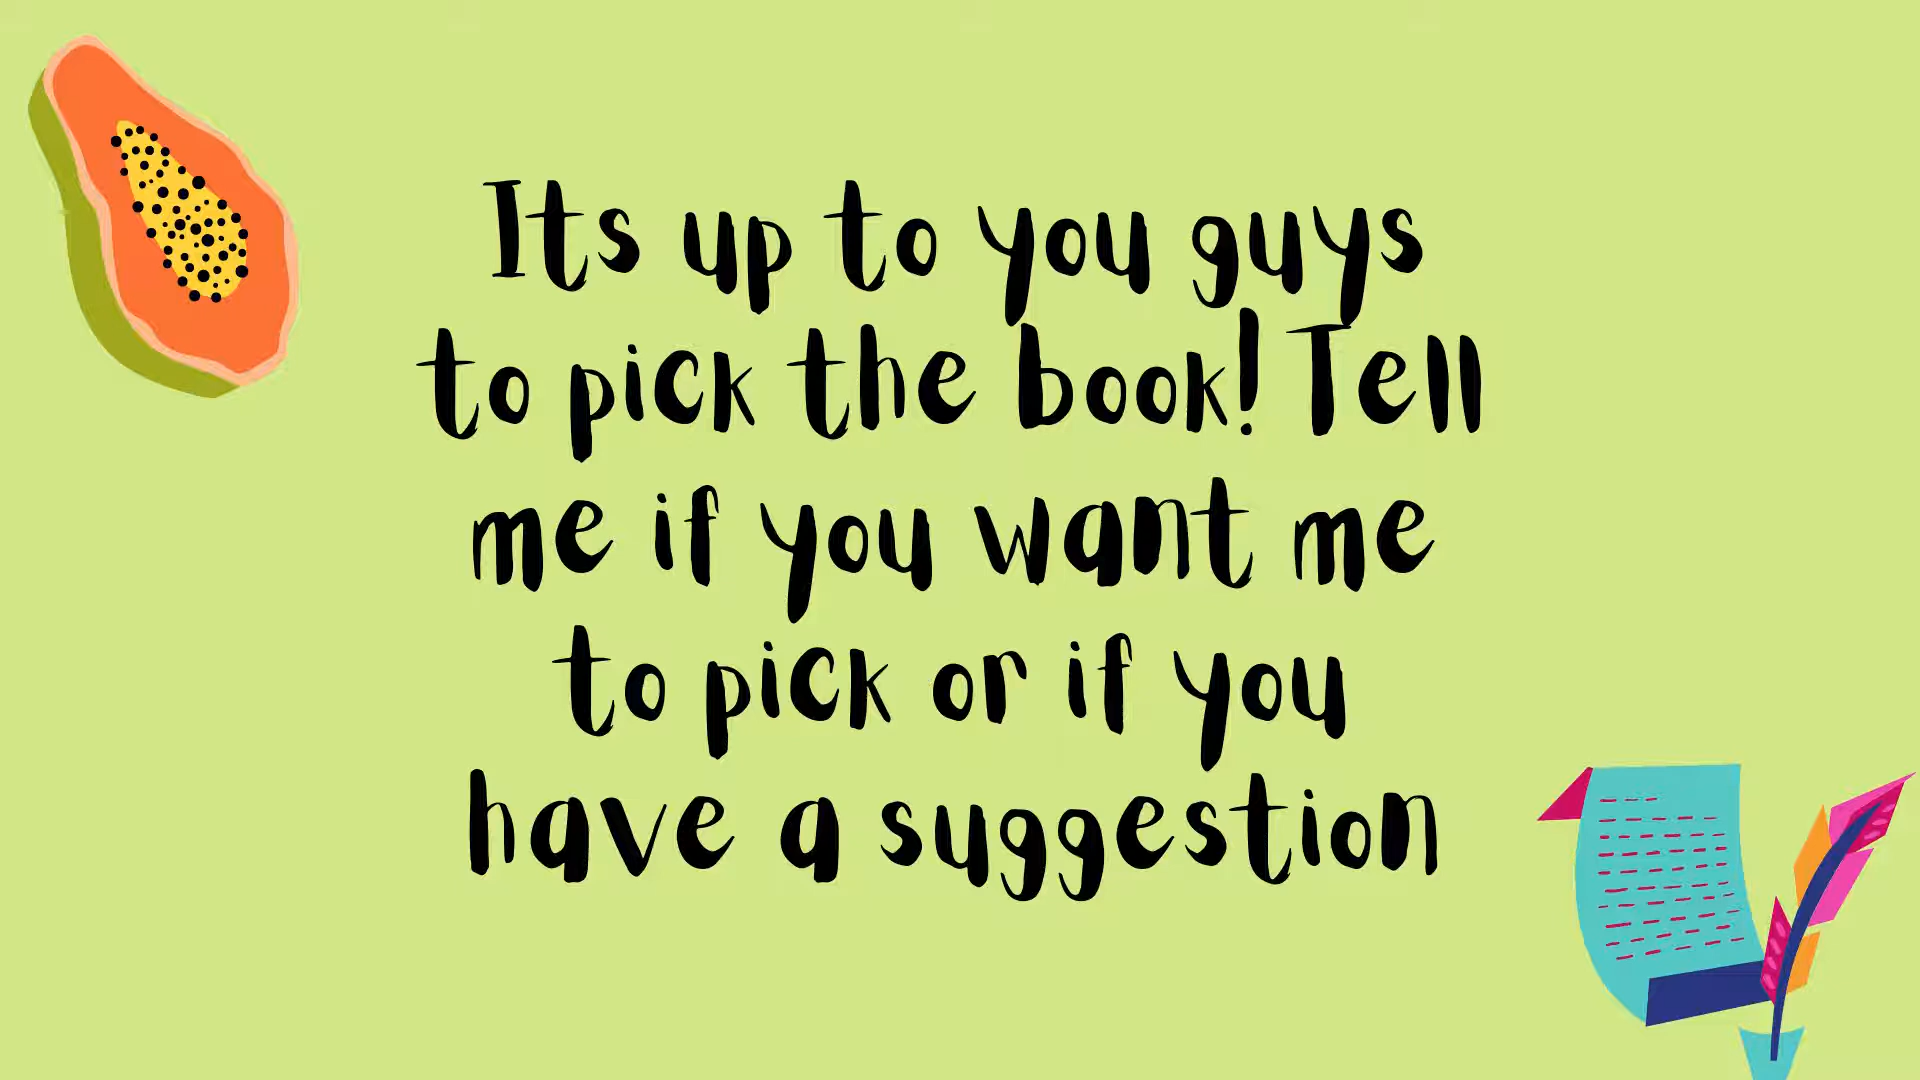 Its up to you guys
to pick the book! Tell
me if you want me
to pick or if you
have a suggestion